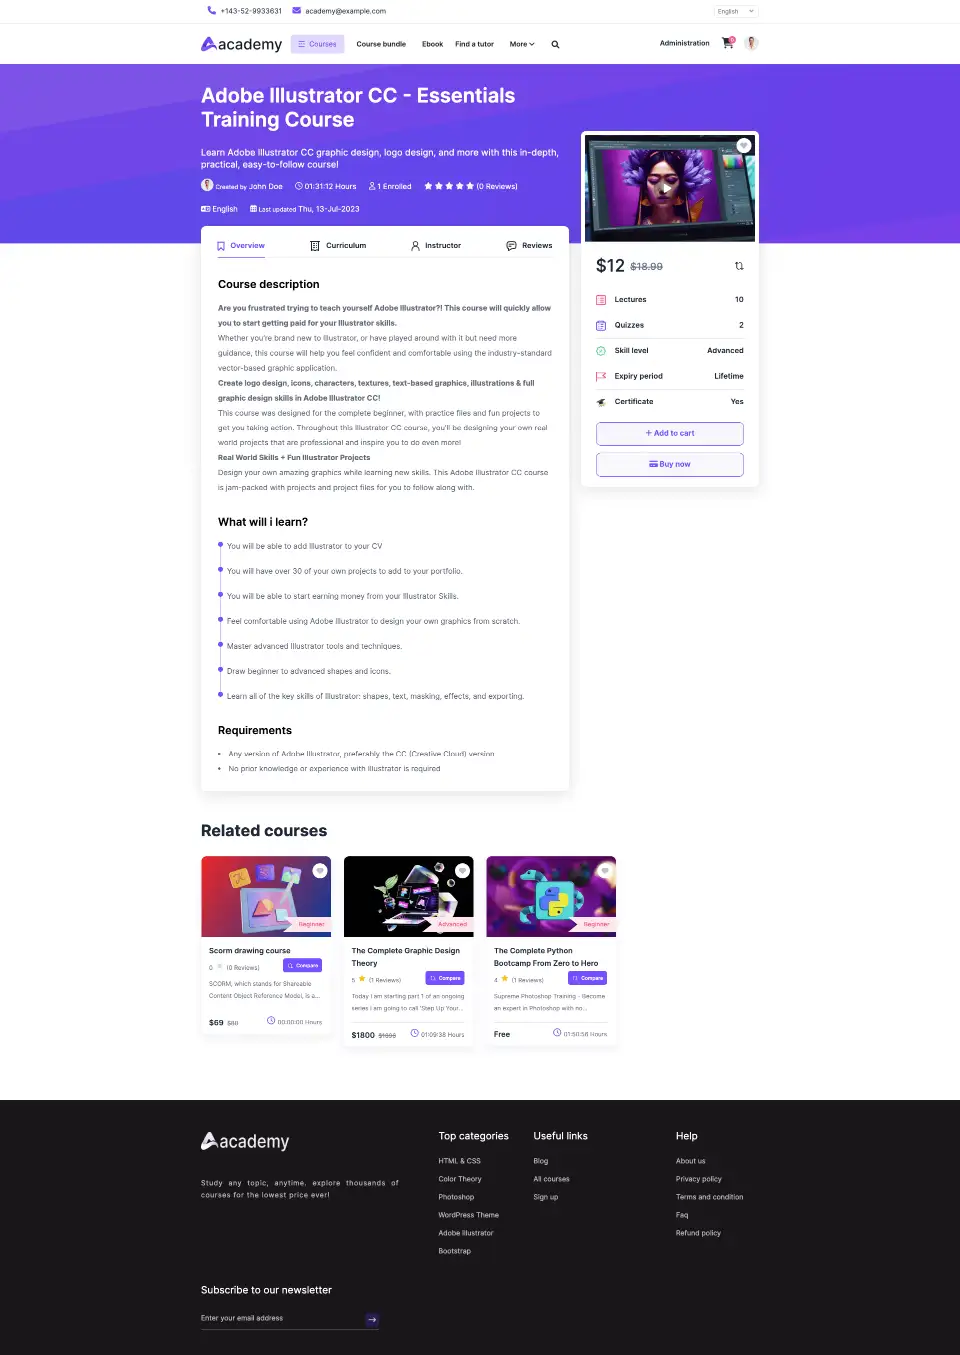 +143-52-9933631 academy@example.com English
academy Courses Course bundle Ebook Find a tutor More Administration
Adobe Illustrator CC - Essentials
Training Course
Learn Adobe Illustrator CC graphic design, logo design, and more with this in-depth,
practical, easy-to-follow course!
Created by John Doe 01:31:12 Hours 1 Enrolled (0 Reviews)
English Last updated Thu, 13-Jul-2023
Overview Curriculum Instructor Reviews
Course description
Are you frustrated trying to teach yourself Adobe Illustrator?! This course will quickly allow
you to start getting paid for your Illustrator skills.
Whether you're brand new to Illustrator, or have played around with it but need more
guidance, this course will help you feel confident and comfortable using the industry-standard
vector-based graphic application.
Create logo design, icons, characters, textures, text-based graphics, illustrations & full
graphic design skills in Adobe Illustrator CC!
This course was designed for the complete beginner, with practice files and fun projects to
get you taking action. Throughout this Illustrator CC course, you'll be designing your own real
world projects that are professional and inspire you to do even more!
Real World Skills + Fun Illustrator Projects
Design your own amazing graphics while learning new skills. This Adobe Illustrator CC course
is jam-packed with projects and project files for you to follow along with.
What will i learn?
You will be able to add Illustrator to your CV
You will have over 30 of your own projects to add to your portfolio.
You will be able to start earning money from your Illustrator Skills.
Feel comfortable using Adobe Illustrator to design your own graphics from scratch.
Master advanced Illustrator tools and techniques.
Draw beginner to advanced shapes and icons.
Learn all of the key skills of Illustrator: shapes, text, masking, effects, and exporting.
Requirements
• Any version of Adobe Illustrator, preferably the CC (Creative Cloud) version
• No prior knowledge or experience with Illustrator is required
$12 $18.99
Lectures 10
Quizzes 2
Skill level Advanced
Expiry period Lifetime
Certificate Yes
+ Add to cart
Buy now
Related courses
Beginner
Scorm drawing course
0 (0 Reviews) Compare
SCORM, which stands for Shareable
Content Object Reference Model, is a...
$69 $80 00:00:00 Hours
Advanced
The Complete Graphic Design
Theory
5 (1 Reviews) Compare
Today I am starting part 1 of an ongoing
series I am going to call 'Step Up Your...
$1800 01:09:38 Hours
Beginner
The Complete Python
Bootcamp From Zero to Hero
4 (1 Reviews) Compare
Supreme Photoshop Training - Become
an expert in Photoshop with no...
Free 01:50:56 Hours
academy
Study any topic, anytime. explore thousands of
courses for the lowest price ever!
Top categories
HTML & CSS
Color Theory
Photoshop
WordPress Theme
Adobe Illustrator
Bootstrap
Useful links
Blog
All courses
Sign up
Help
About us
Privacy policy
Terms and condition
Faq
Refund policy
Subscribe to our newsletter
Enter your email address